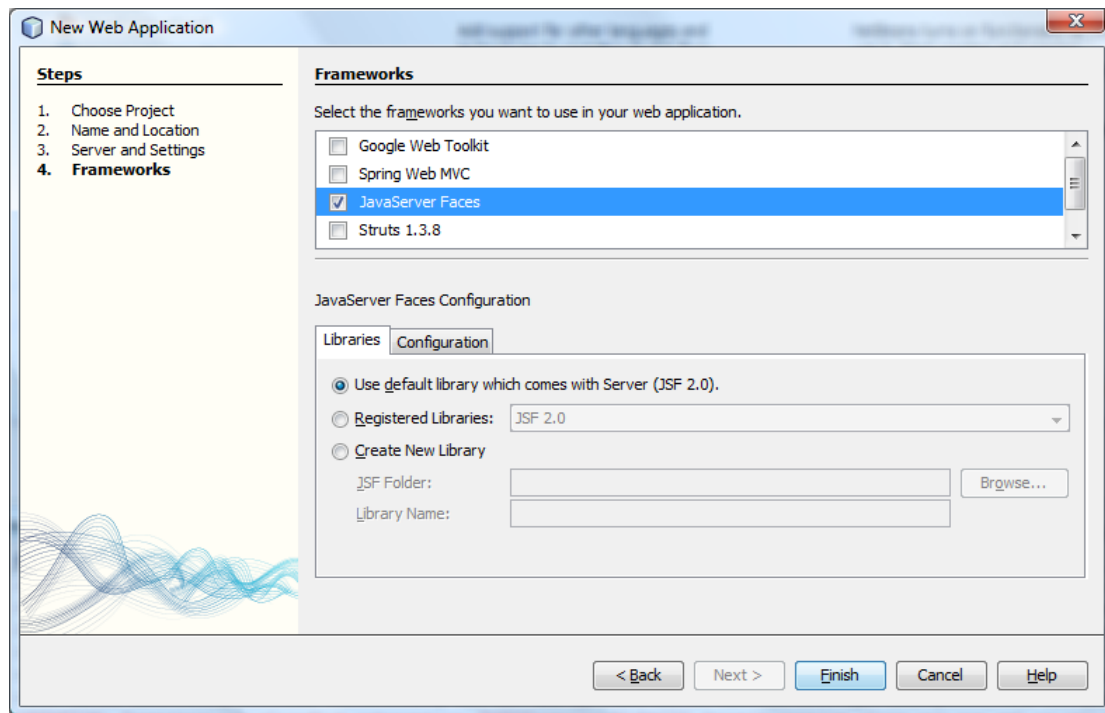 New Web Application
Steps
1. Choose Project
2. Name and Location
3. Server and Settings
4. Frameworks
Frameworks
Select the frameworks you want to use in your web application.
Google Web Toolkit
Spring Web MVC
JavaServer Faces
Struts 1.3.8
JavaServer Faces Configuration
Libraries Configuration
Use default library which comes with Server (JSF 2.0).
Registered Libraries: JSF 2.0
Create New Library
JSF Folder: Browse...
Library Name:
< Back Next > Finish Cancel Help